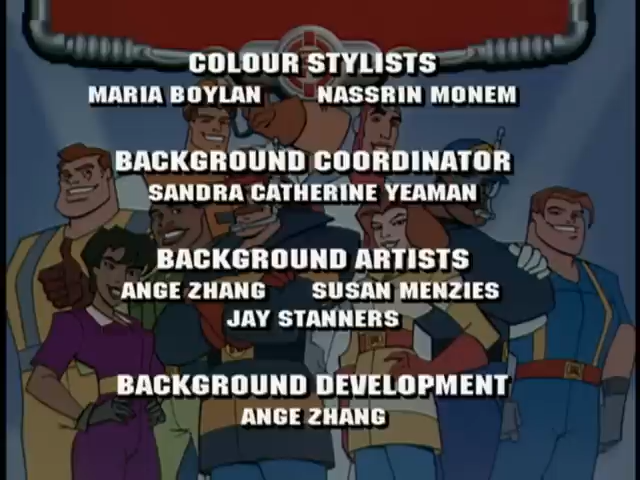 COLOUR STYLISTS
MARIA BOYLAN NASSRIN MONEM
BACKGROUND COORDINATOR
SANDRA CATHERINE YEAMAN
BACKGROUND ARTISTS
ANGE ZHANG SUSAN MENZIES
JAY STANNERS
BACKGROUND DEVELOPMENT
ANGE ZHANG